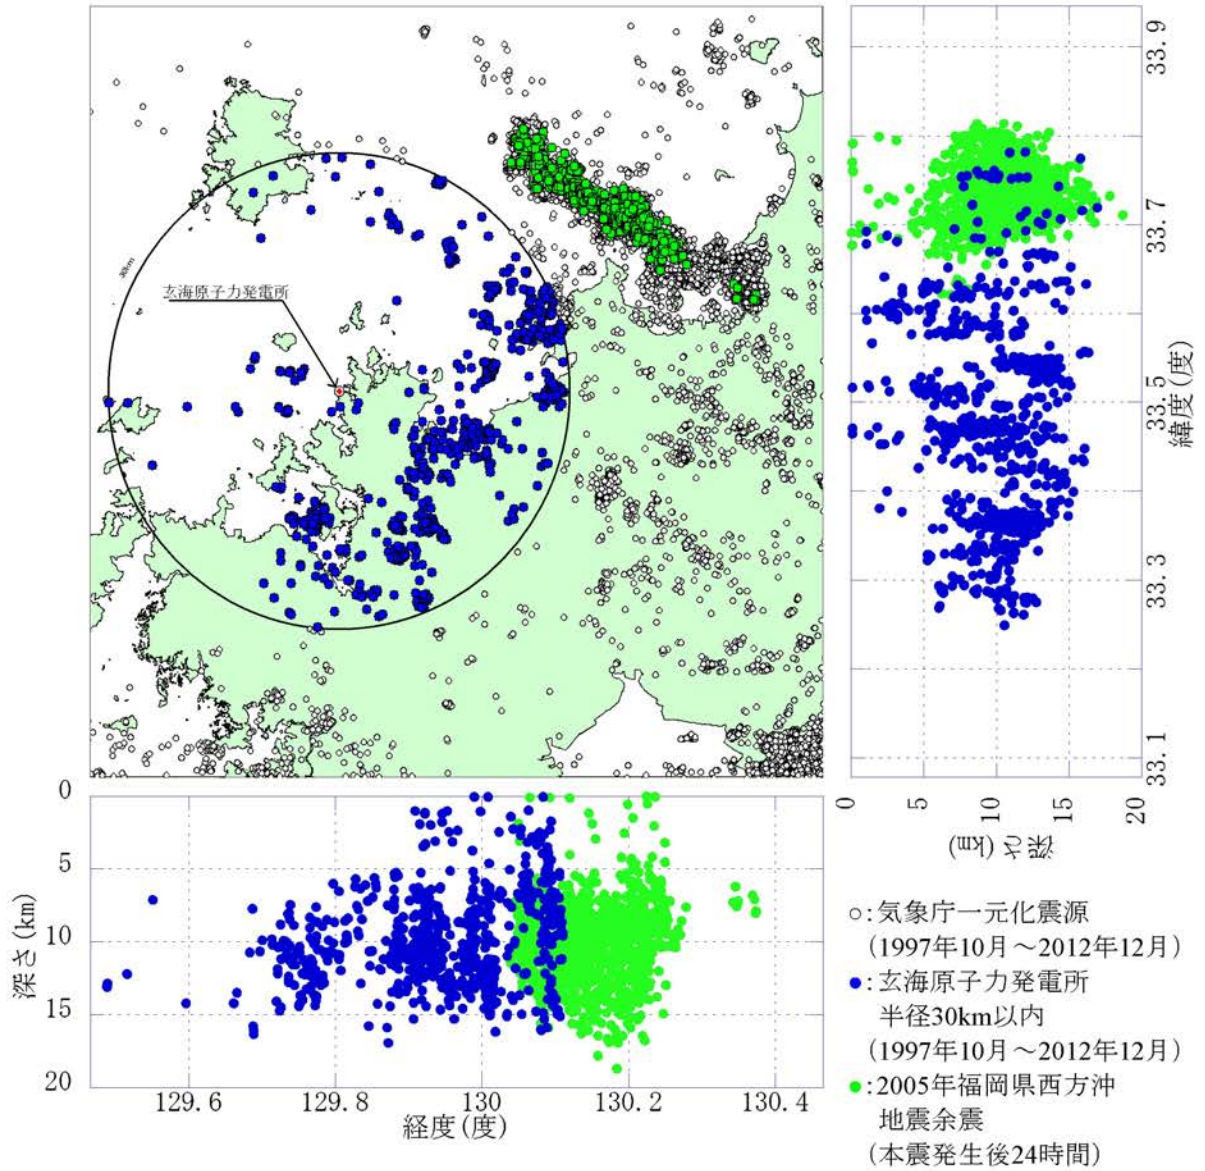 30km
玄海原子力発電所
33.9
33.7
33.5
33.3
33.1
緯度(度)
0
5
10
15
20
深さ(km)
0
5
10
15
20
深さ(km)
129.6
129.8
130
130.2
130.4
経度(度)
○:気象庁一元化震源
(1997年10月～2012年12月)
●:玄海原子力発電所
半径30km以内
(1997年10月～2012年12月)
●:2005年福岡県西方沖
地震余震
(本震発生後24時間)